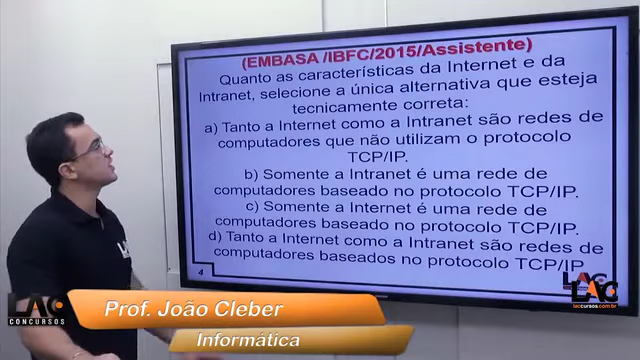 (EMBASA /IBFC/2015/Assistente)
Quanto as características da Internet e da
Intranet, selecione a única alternativa que esteja
tecnicamente correta:
a) Tanto a Internet como a Intranet são redes de
computadores que não utilizam o protocolo
TCP/IP.
b) Somente a Intranet é uma rede de
computadores baseado no protocolo TCP/IP.
c) Somente a Internet é uma rede de
computadores baseado no protocolo TCP/IP.
d) Tanto a Internet como a Intranet são redes de
computadores baseados no protocolo TCP/IP.
4
LAC
LAC
laccursos.com.br
LAC
CONCURSOS
Prof. João Cleber
Informática